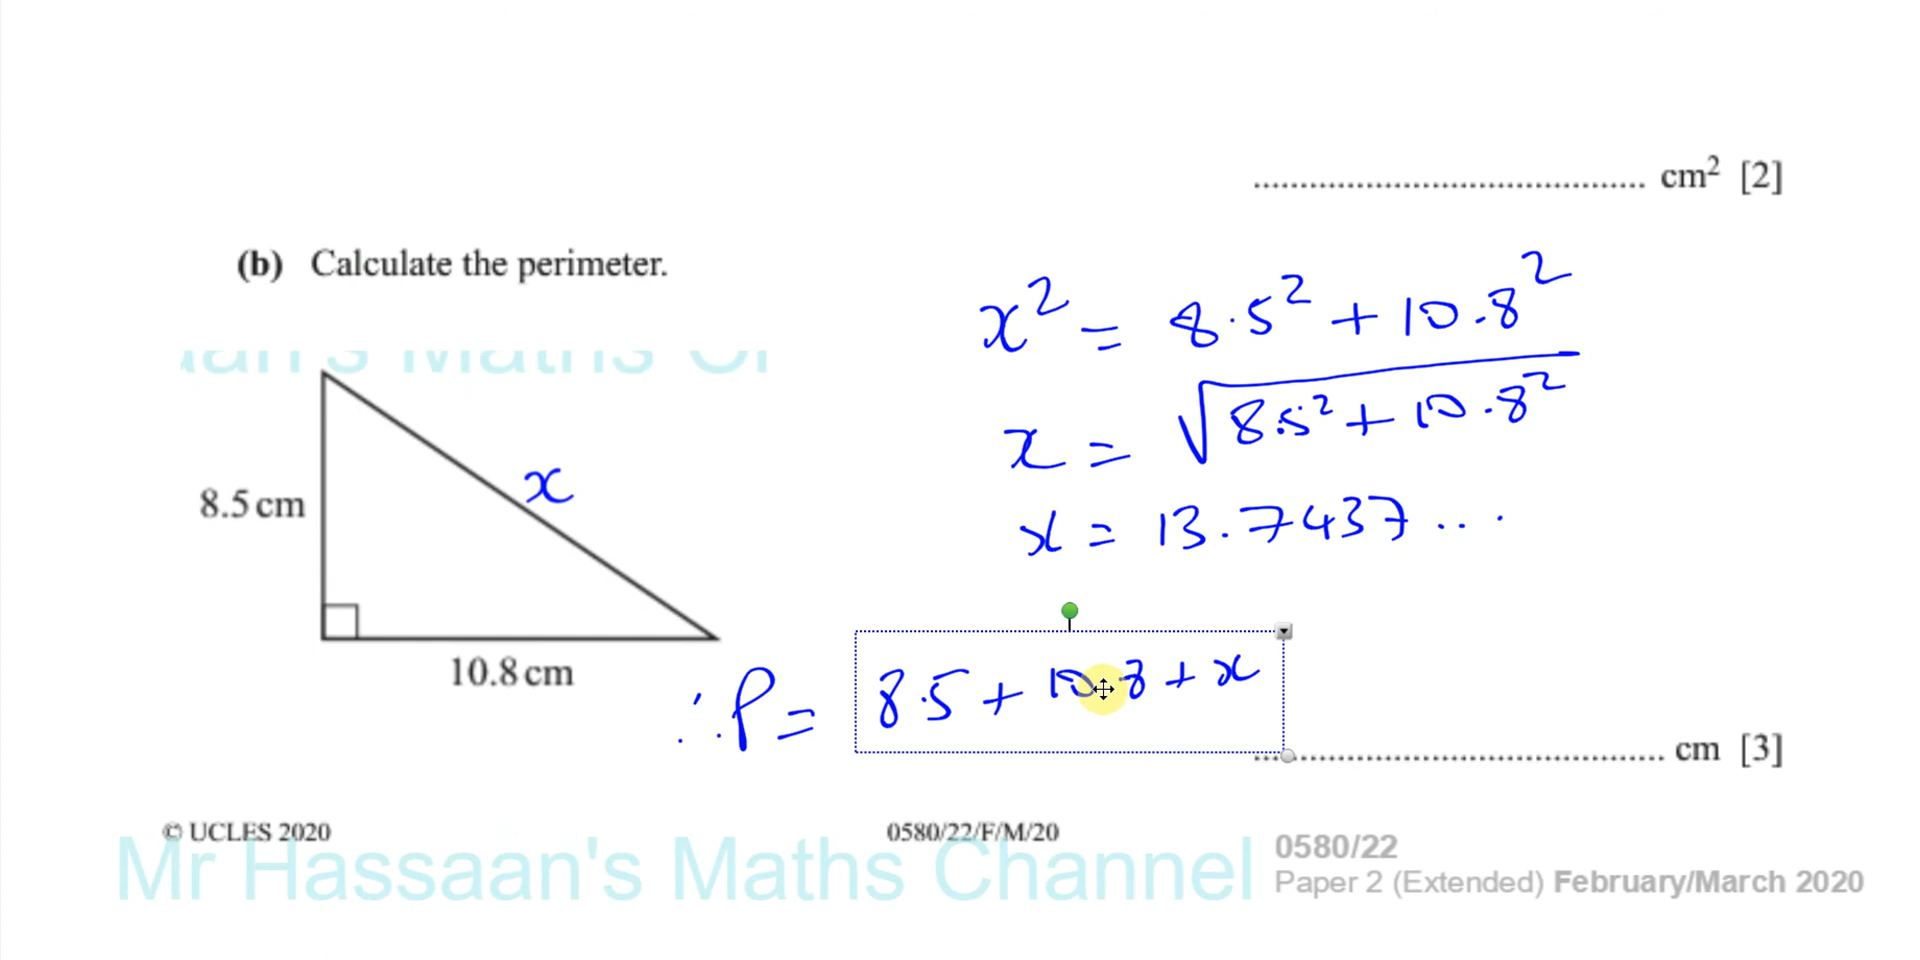 .......................................... cm² [2]
(b) Calculate the perimeter.
x² = 8.5² + 10.8²
x = √8.5² + 10.8²
x = 13.7437...
8.5 cm
x
10.8 cm
∴ P = 8.5 + 10.8 + x
.......................................... cm [3]
© UCLES 2020
0580/22/F/M/20
Mr Hassaan's Maths Channel
0580/22
Paper 2 (Extended) February/March 2020